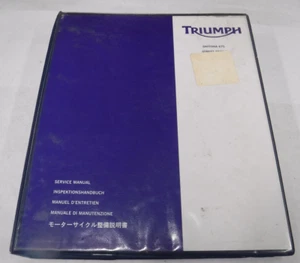 TRIUMPH
SERVICE MANUAL
INSPEKTIONSHANDBUCH
MANUEL D'ENTRETIEN
MANUALE DI MANUTENZIONE
モーターサイクル整備説明書